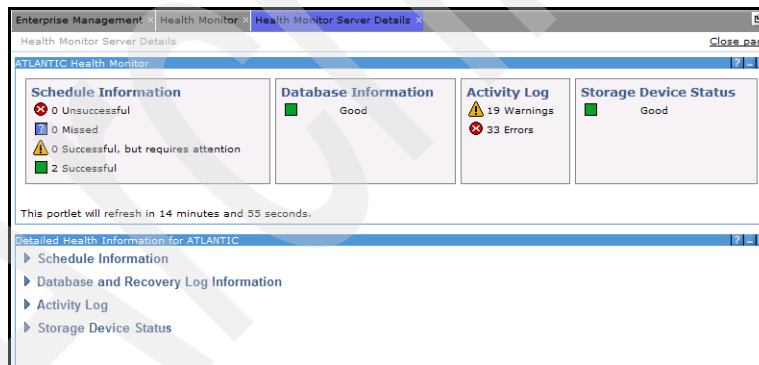 Enterprise Management × Health Monitor × Health Monitor Server Details ×
Health Monitor Server Details
ATLANTIC Health Monitor ? –
Schedule Information
0 Unsuccessful
? 0 Missed
0 Successful, but requires attention
2 Successful
Database Information
Good
Activity Log
19 Warnings
33 Errors
Storage Device Status
Good
This portlet will refresh in 14 minutes and 55 seconds.
Detailed Health Information for ATLANTIC ? –
Schedule Information
Database and Recovery Log Information
Activity Log
Storage Device Status